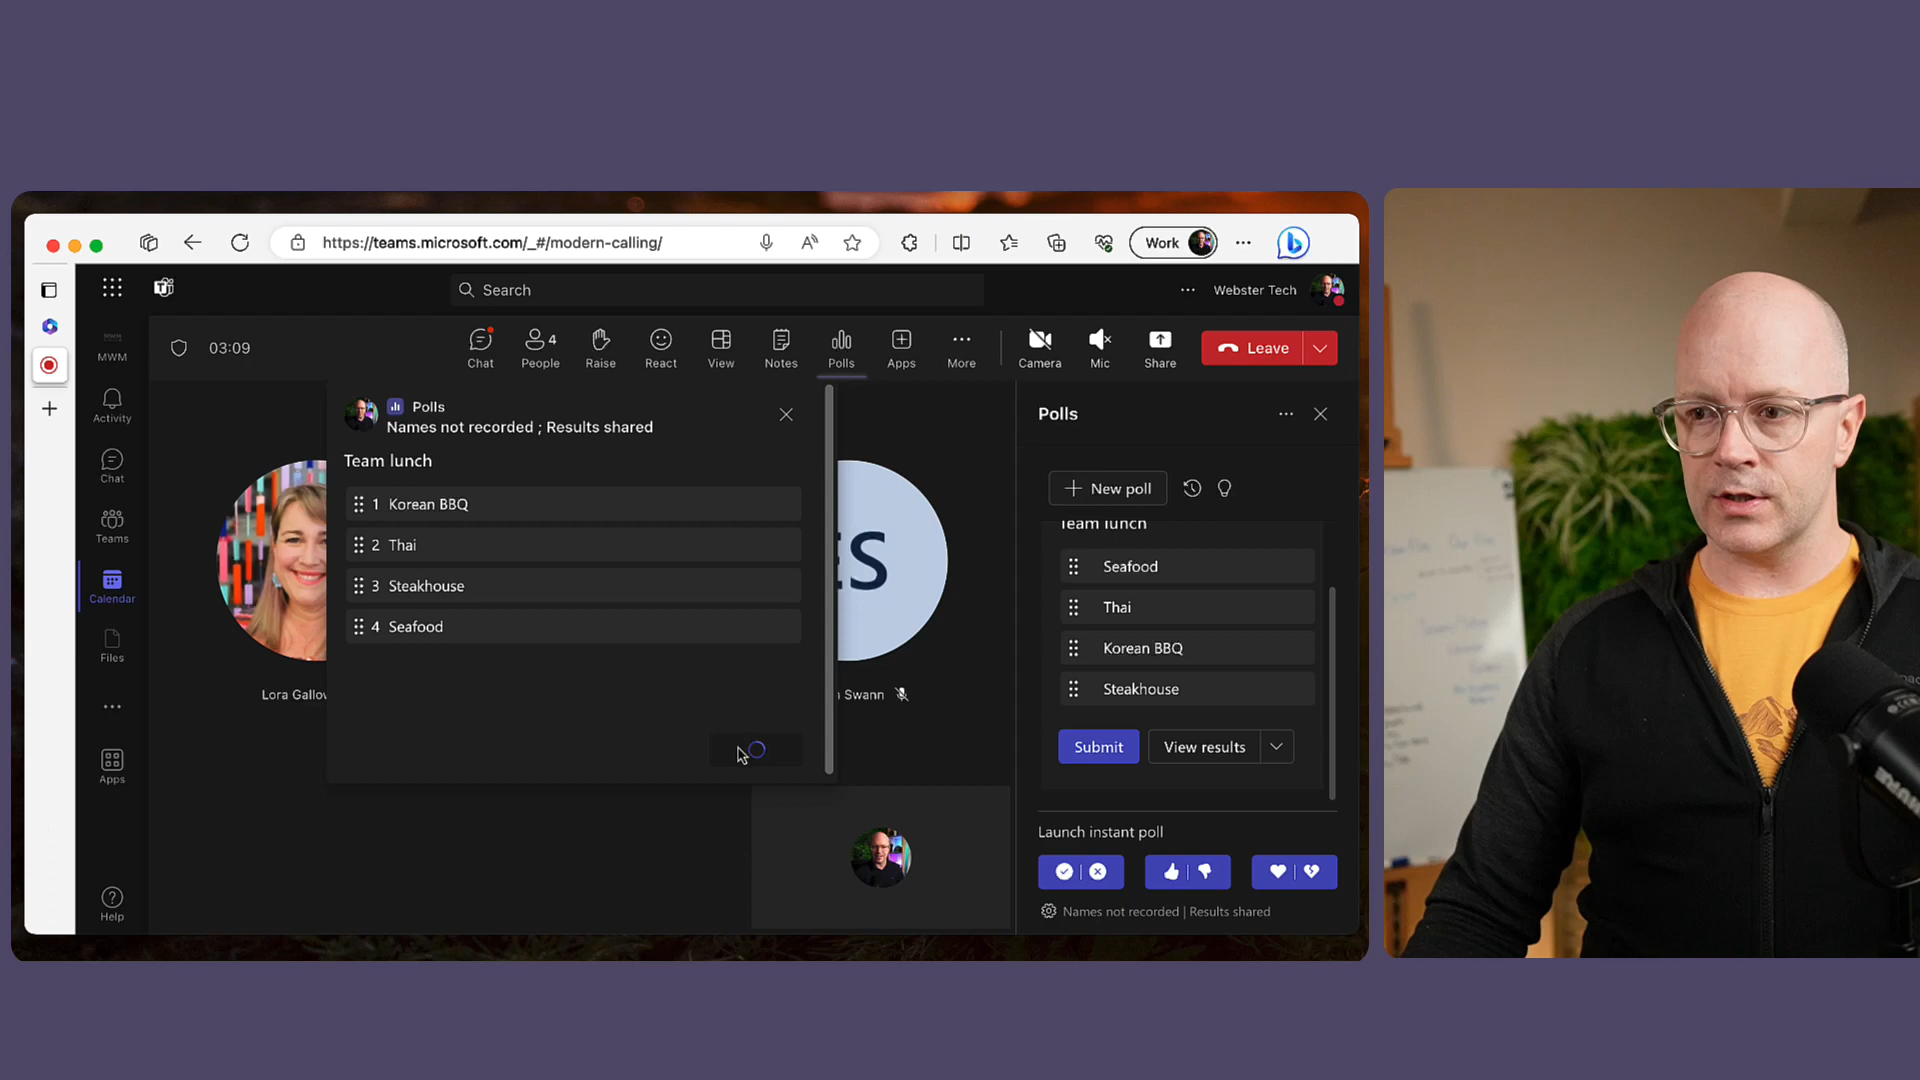 https://teams.microsoft.com/_#/modern-calling/
Work
Search
Webster Tech
MWM
03:09
Chat
People 4
Raise
React
View
Notes
Polls
Apps
More
Camera
Mic
Share
Leave
Activity
Chat
Teams
Calendar
Files
Apps
Help
Polls
Names not recorded ; Results shared
Team lunch
1 Korean BBQ
2 Thai
3 Steakhouse
4 Seafood
Lora Gallov
Swann
ES
Polls
New poll
Team lunch
Seafood
Thai
Korean BBQ
Steakhouse
Submit
View results
Launch instant poll
Names not recorded | Results shared